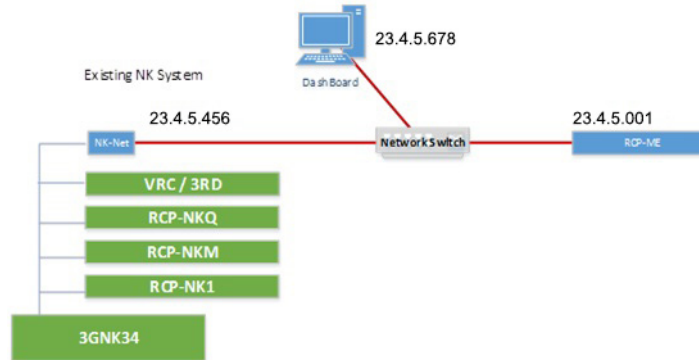 23.4.5.678
DashBoard
Existing NK System
23.4.5.456
23.4.5.001
NK-Net
Network Switch
RCP-ME
VRC / 3RD
RCP-NKQ
RCP-NKM
RCP-NK1
3GNK34